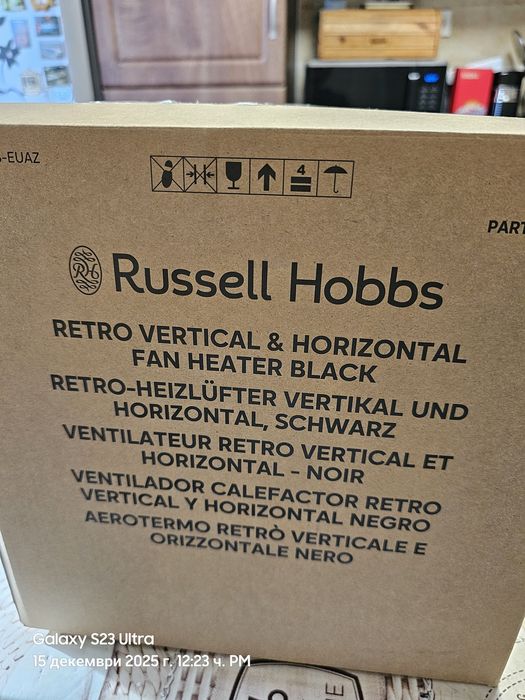 -EUAZ
4
PART
RH Russell Hobbs
RETRO VERTICAL & HORIZONTAL
FAN HEATER BLACK
RETRO-HEIZLÜFTER VERTIKAL UND
HORIZONTAL, SCHWARZ
VENTILATEUR RETRO VERTICAL ET
HORIZONTAL - NOIR
VENTILADOR CALEFACTOR RETRO
VERTICAL Y HORIZONTAL NEGRO
AEROTERMO RETRÒ VERTICALE E
ORIZZONTALE NERO
Galaxy S23 Ultra
15 декември 2025 г. 12:23 ч. PM